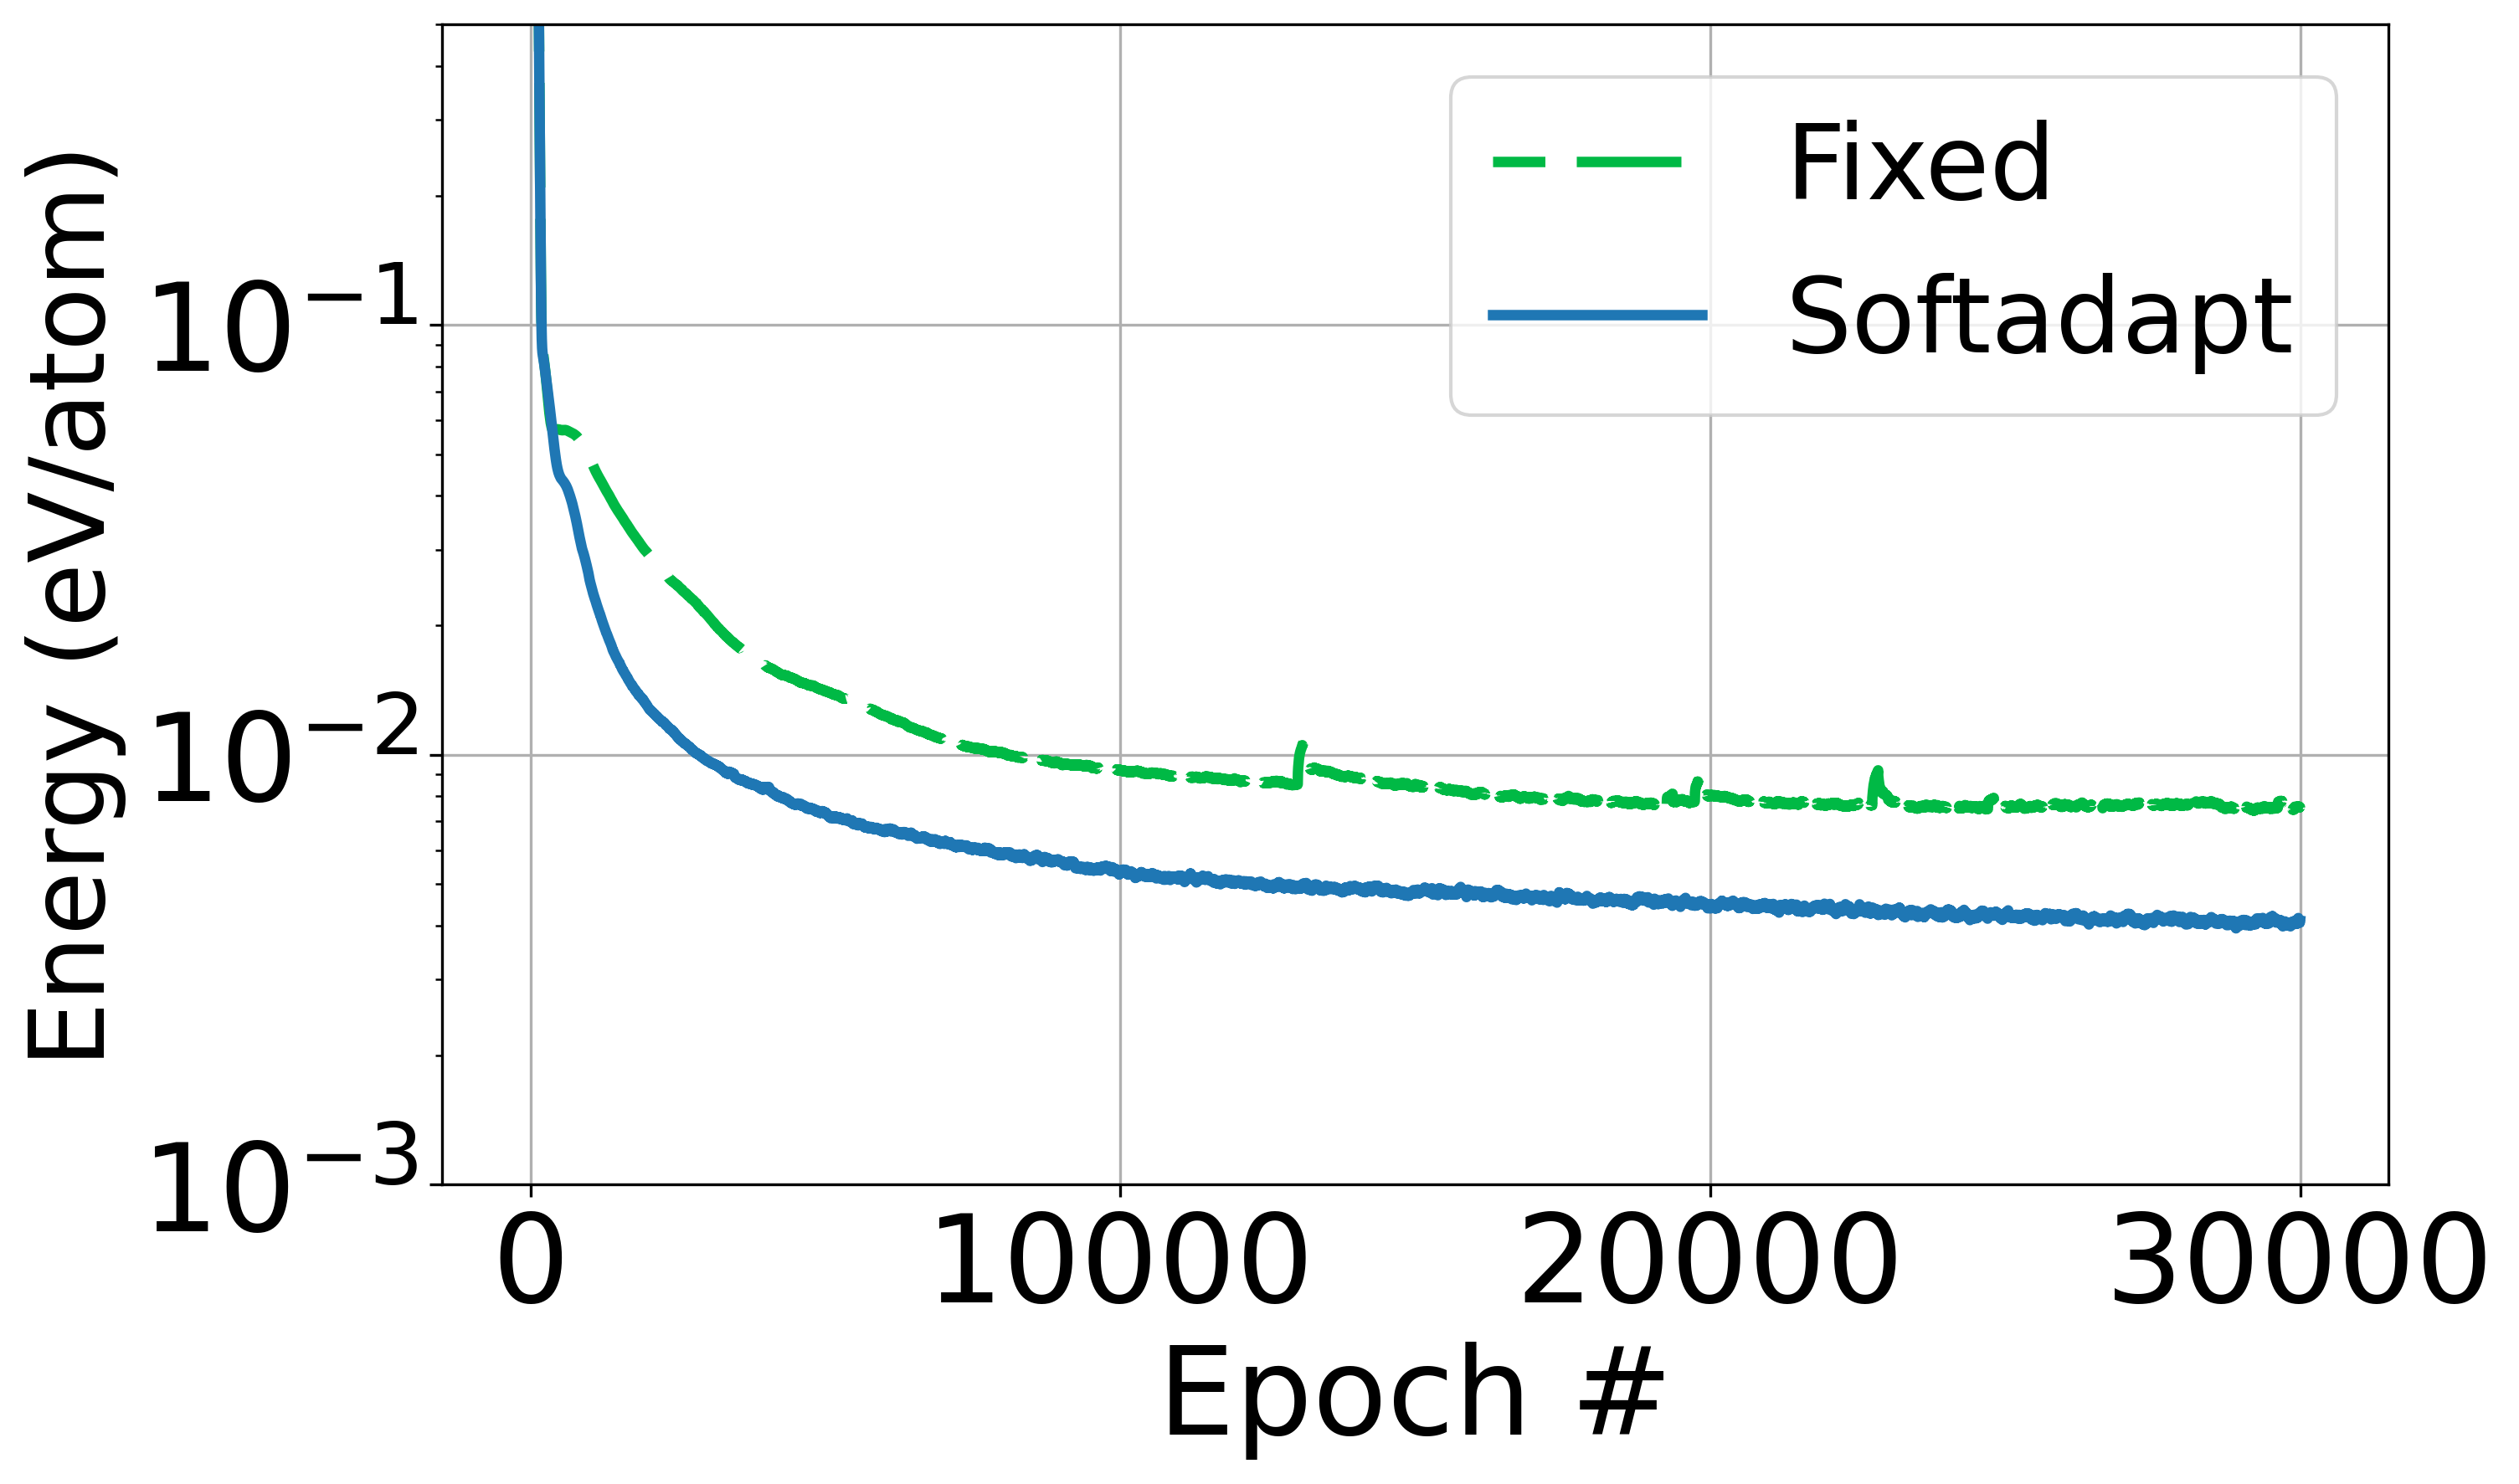 Energy (eV/atom)
10⁻¹
10⁻²
10⁻³
Fixed
Softadapt
0 10000 20000 30000
Epoch #